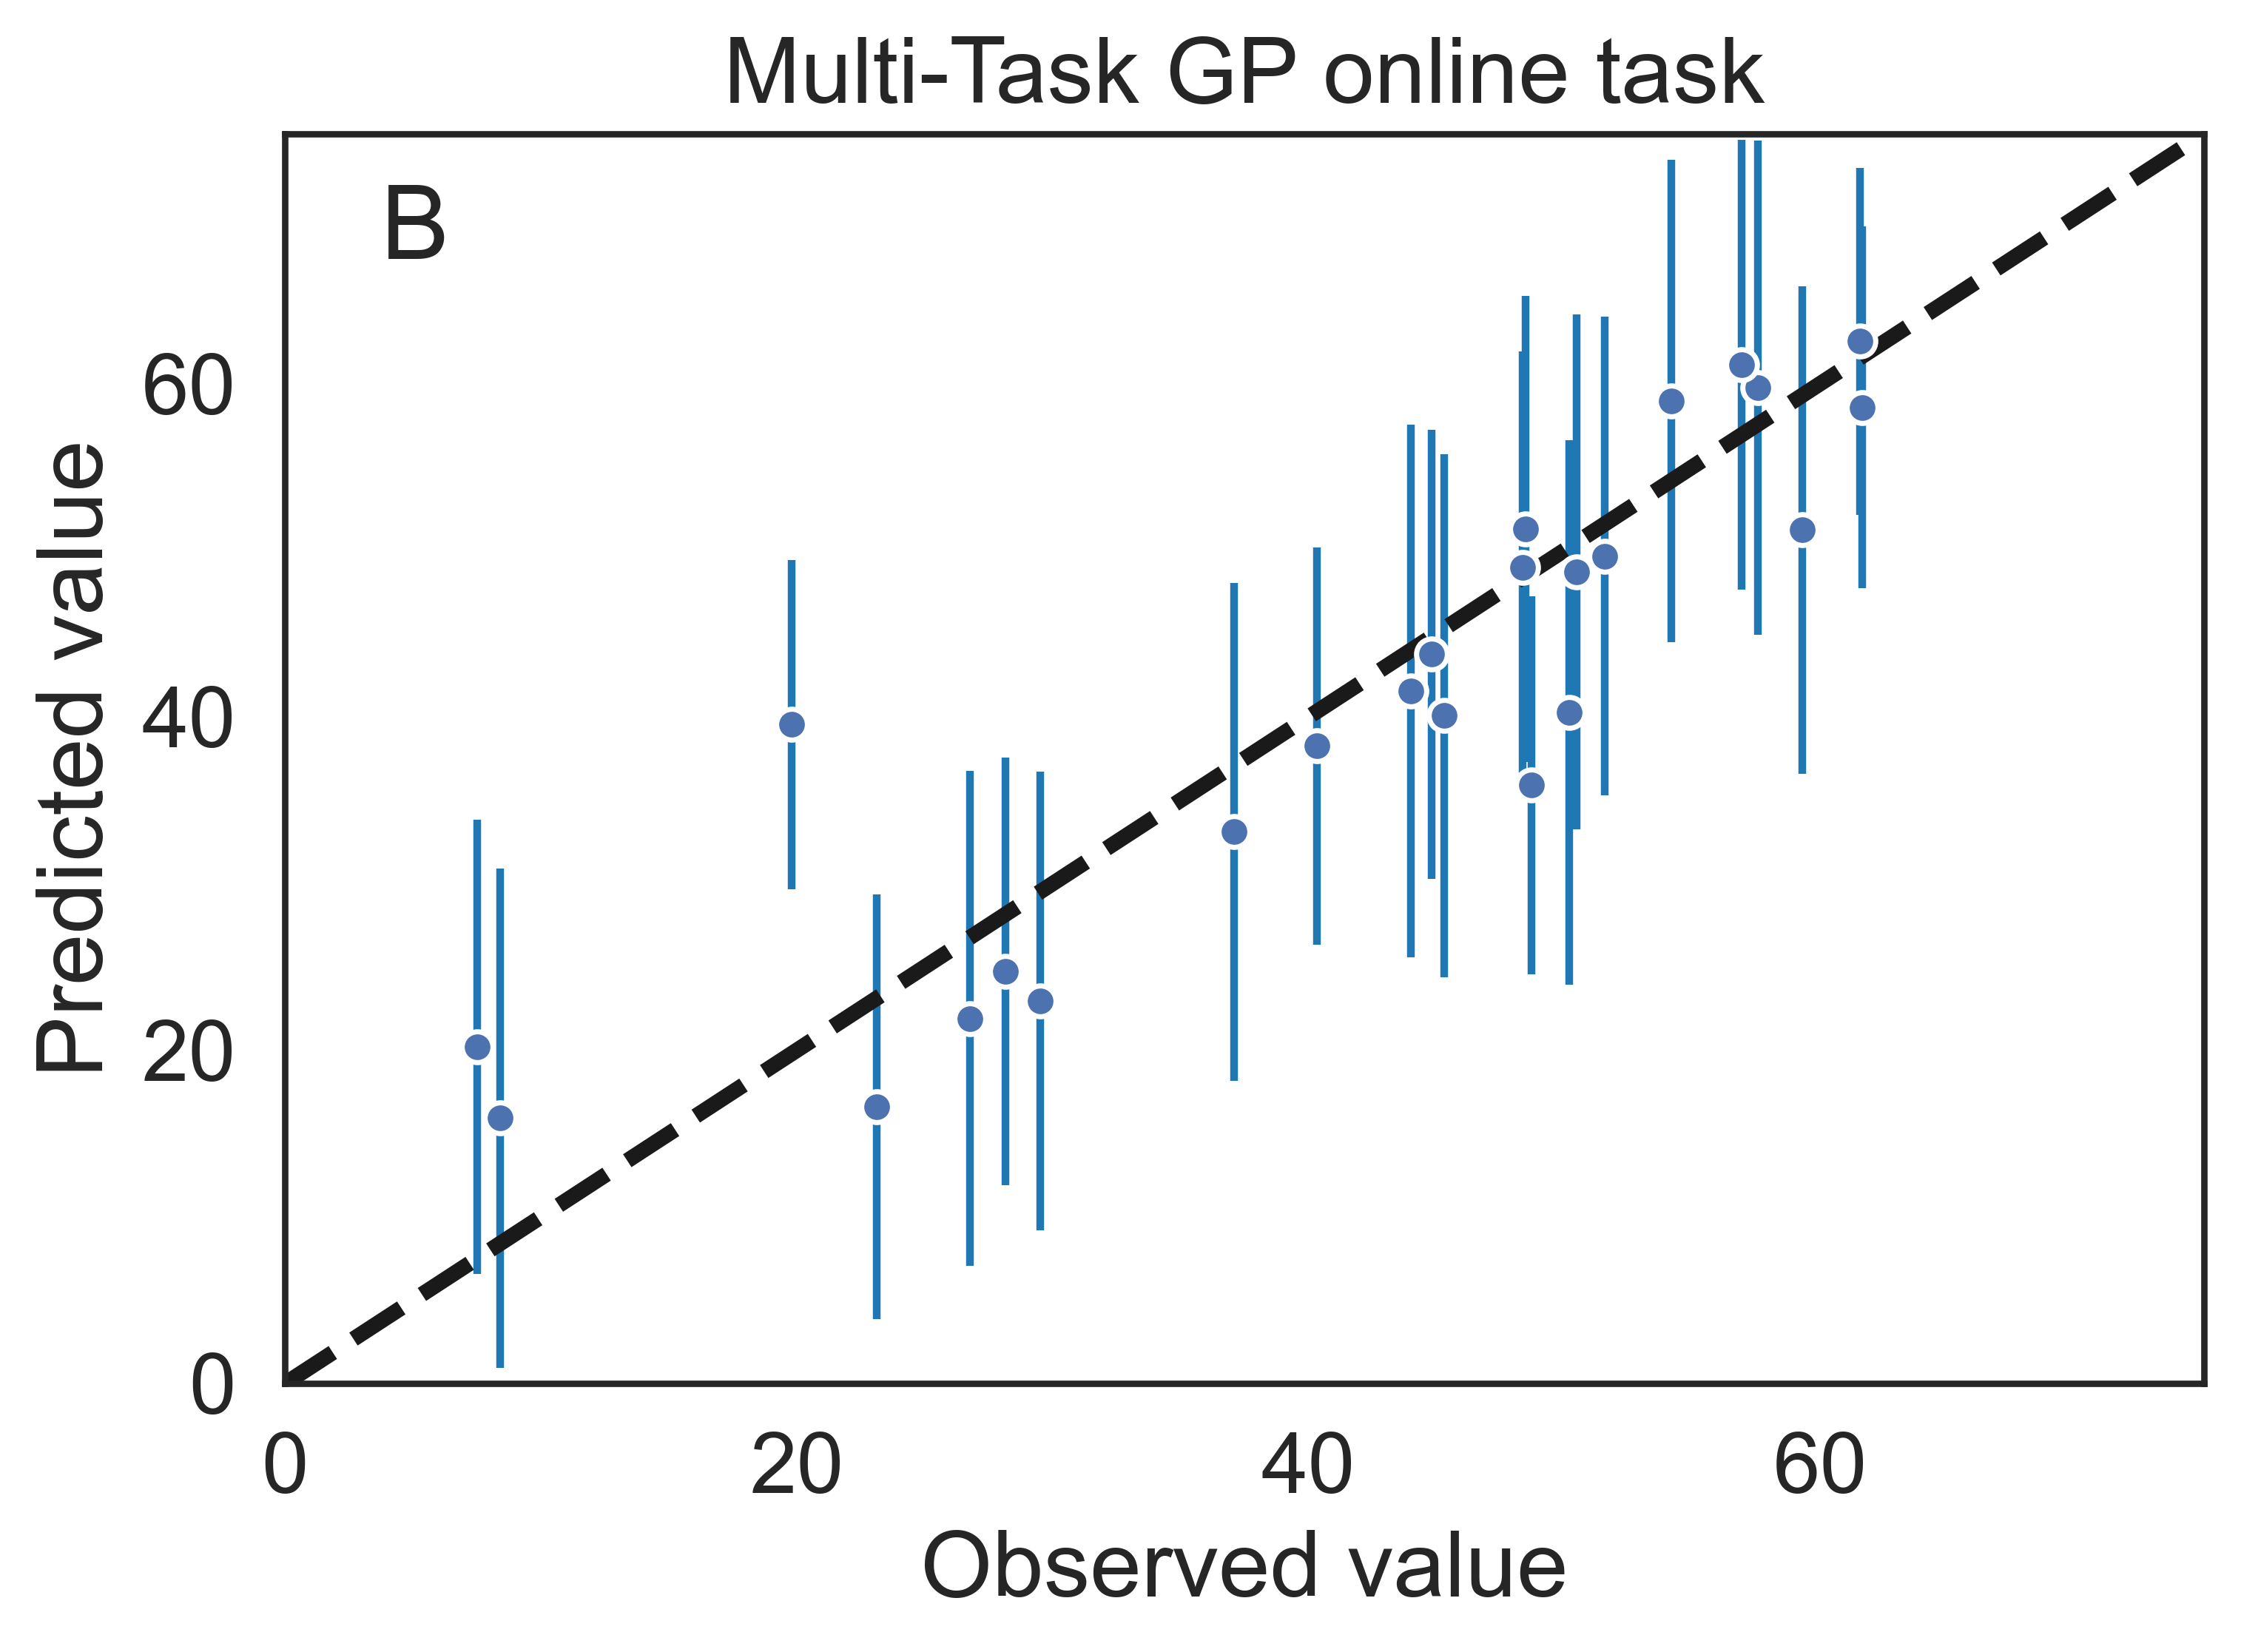 Multi-Task GP online task
B
Predicted value
60
40
20
0
0 20 40 60
Observed value